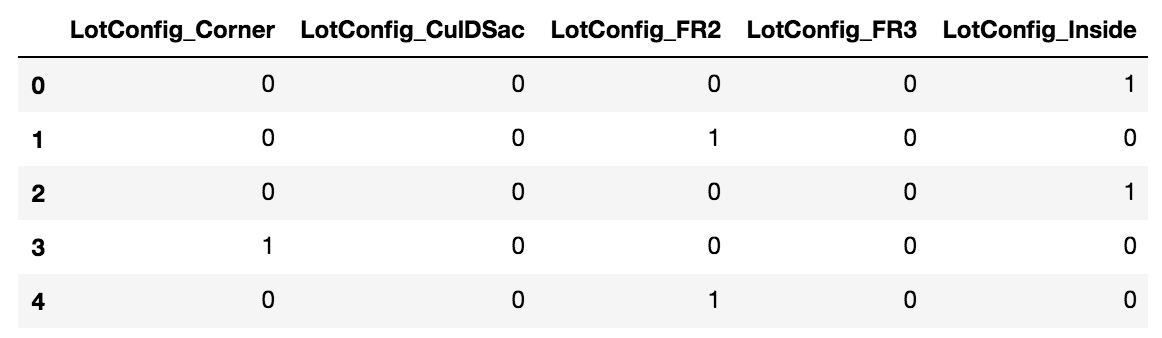 LotConfig_Corner LotConfig_CulDSac LotConfig_FR2 LotConfig_FR3 LotConfig_Inside
0 0 0 0 0 1
1 0 0 1 0 0
2 0 0 0 0 1
3 1 0 0 0 0
4 0 0 1 0 0